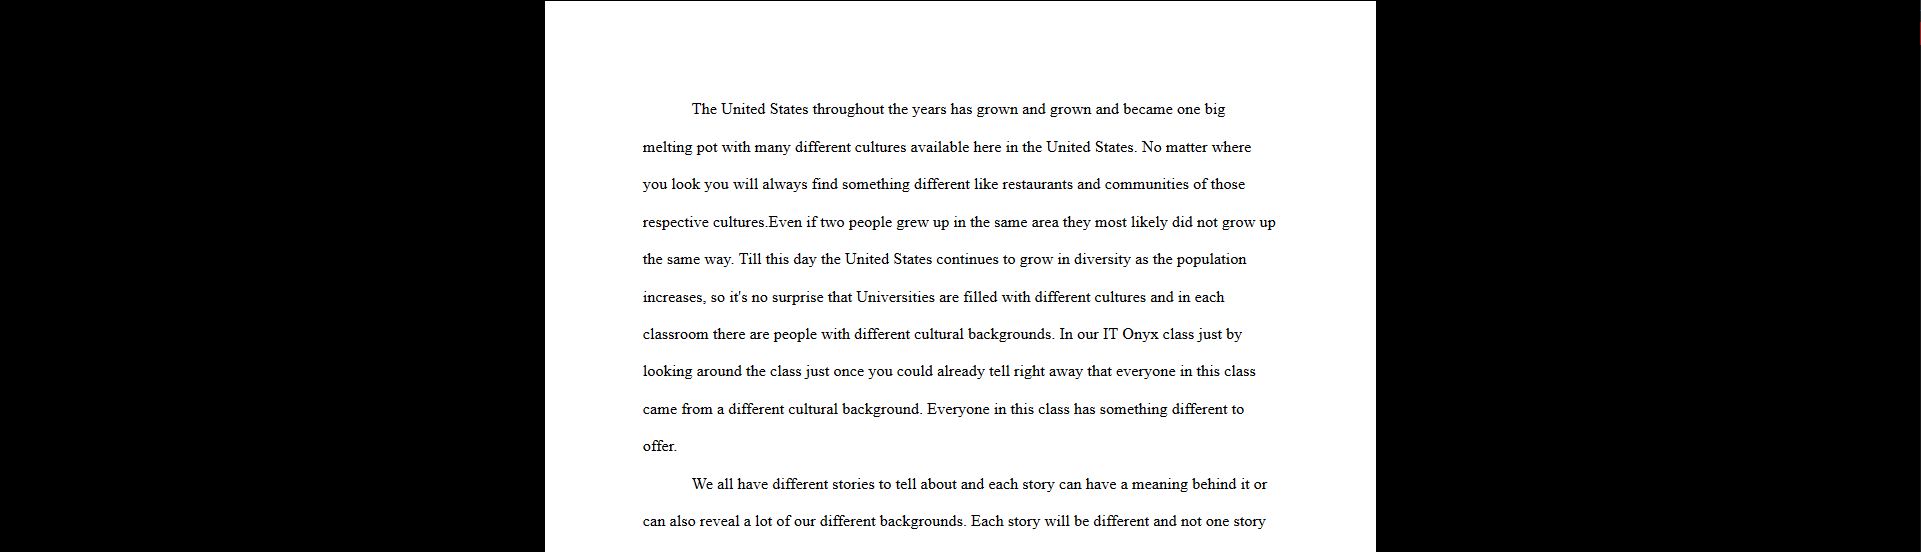 The United States throughout the years has grown and grown and became one big
melting pot with many different cultures available here in the United States. No matter where
you look you will always find something different like restaurants and communities of those
respective cultures.Even if two people grew up in the same area they most likely did not grow up
the same way. Till this day the United States continues to grow in diversity as the population
increases, so it's no surprise that Universities are filled with different cultures and in each
classroom there are people with different cultural backgrounds. In our IT Onyx class just by
looking around the class just once you could already tell right away that everyone in this class
came from a different cultural background. Everyone in this class has something different to
offer.
We all have different stories to tell about and each story can have a meaning behind it or
can also reveal a lot of our different backgrounds. Each story will be different and not one story